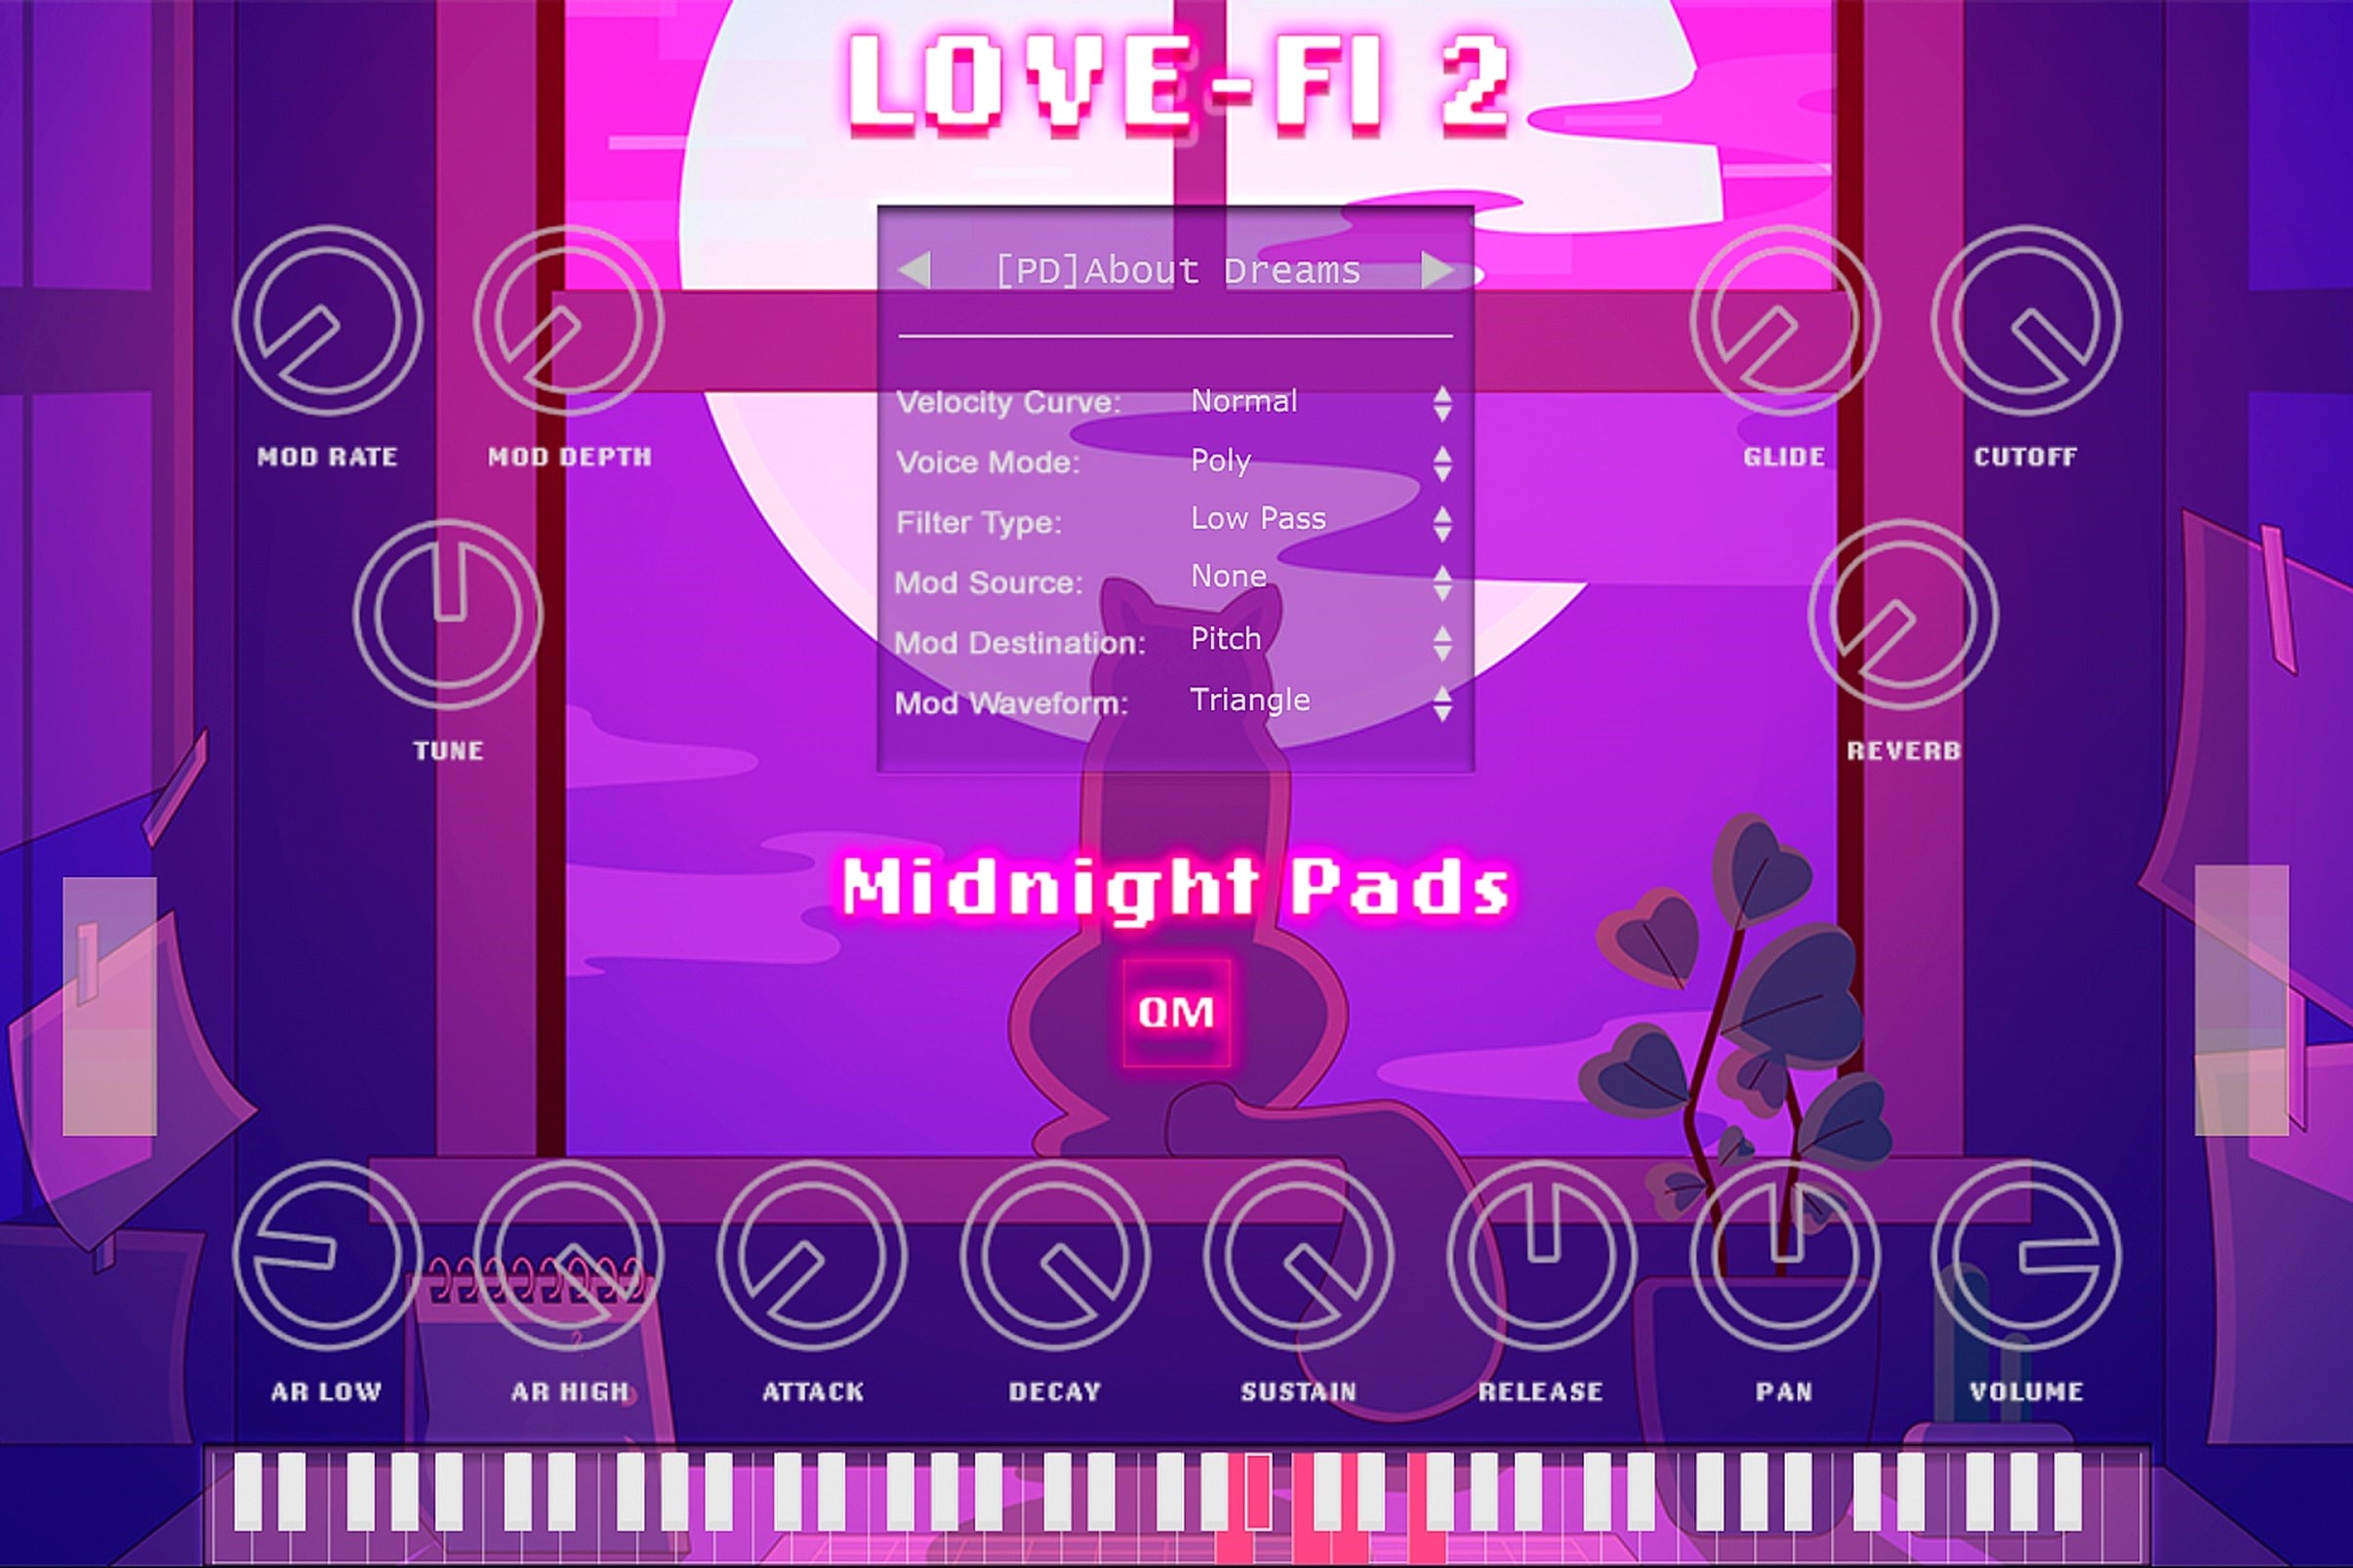 LOVE-FI 2
[PD]About Dreams
Velocity Curve: Normal
Voice Mode: Poly
Filter Type: Low Pass
Mod Source: None
Mod Destination: Pitch
Mod Waveform: Triangle
MOD RATE
MOD DEPTH
GLIDE
CUTOFF
TUNE
REVERB
Midnight Pads
QM
AR LOW
AR HIGH
ATTACK
DECAY
SUSTAIN
RELEASE
PAN
VOLUME